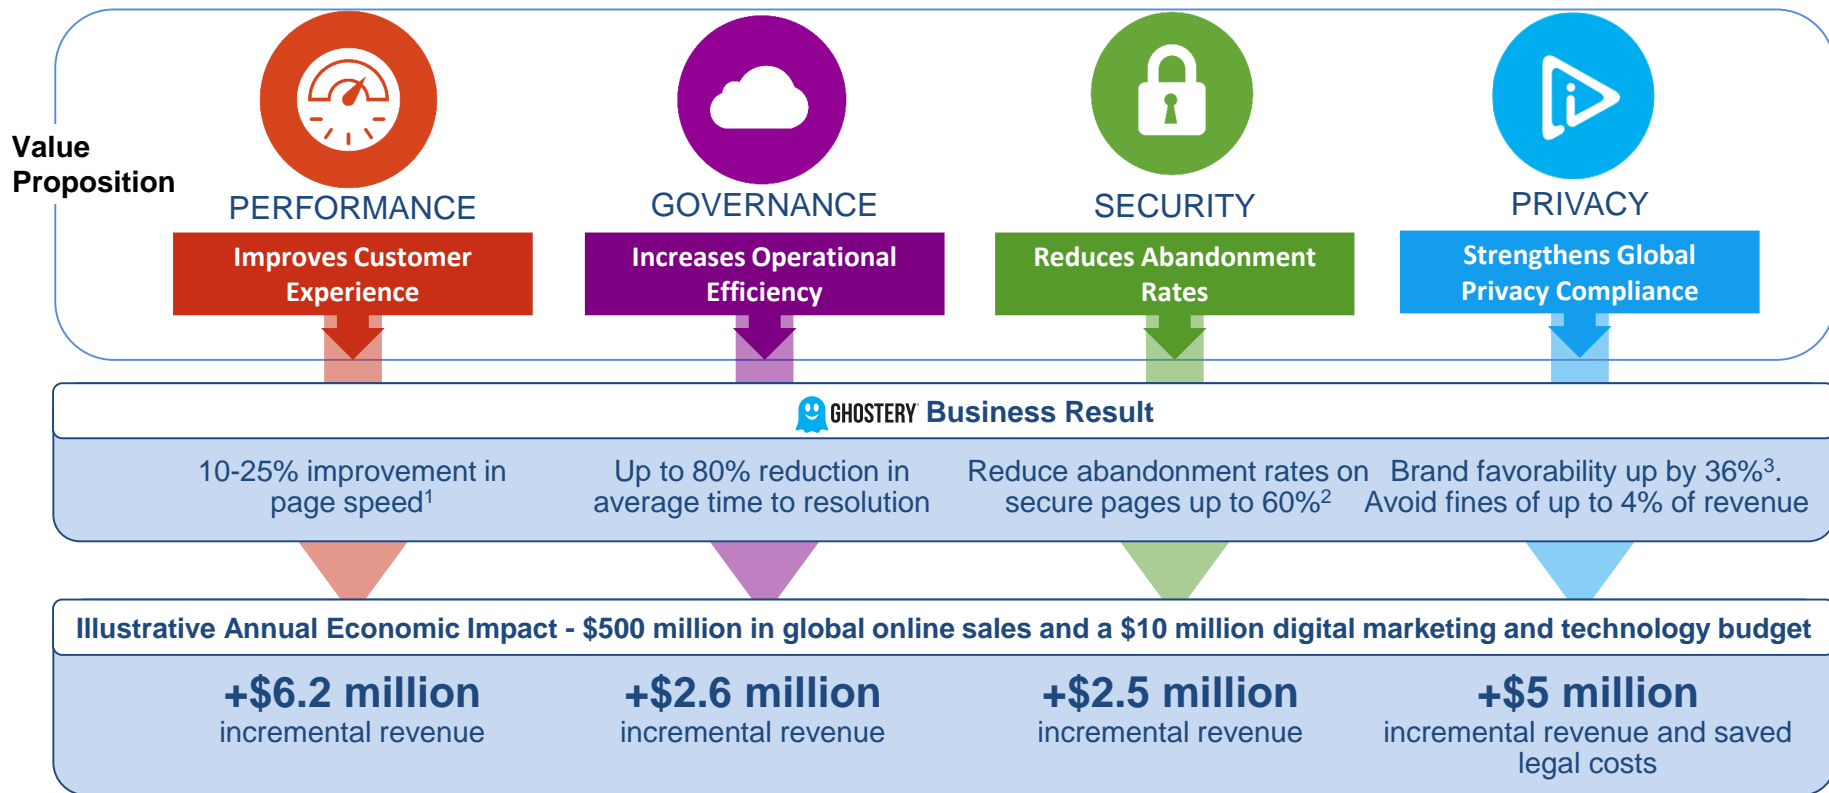 Value
Proposition
PERFORMANCE
GOVERNANCE
SECURITY
PRIVACY
Improves Customer
Experience
Increases Operational
Efficiency
Reduces Abandonment
Rates
Strengthens Global
Privacy Compliance
GHOSTERY Business Result
10-25% improvement in
page speed¹
Up to 80% reduction in
average time to resolution
Reduce abandonment rates on
secure pages up to 60%²
Brand favorability up by 36%³.
Avoid fines of up to 4% of revenue
Illustrative Annual Economic Impact - $500 million in global online sales and a $10 million digital marketing and technology budget
+$6.2 million
incremental revenue
+$2.6 million
incremental revenue
+$2.5 million
incremental revenue
+$5 million
incremental revenue and saved
legal costs